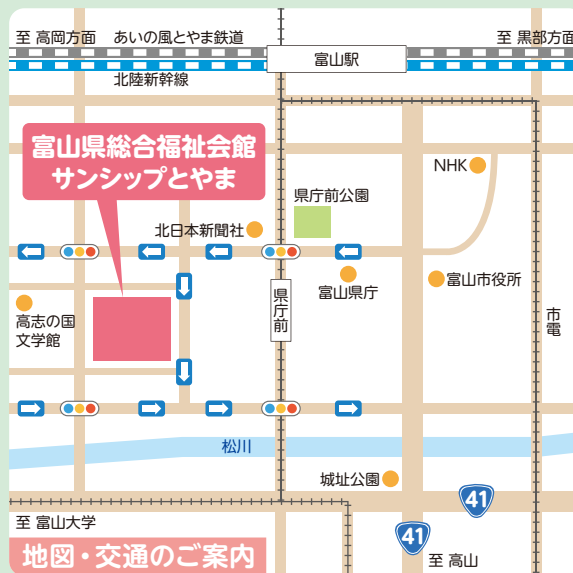 至 高岡方面 あいの風とやま鉄道
至 黒部方面
富山駅
北陸新幹線
富山県総合福祉会館
サンシップとやま
NHK
県庁前公園
北日本新聞社
富山県庁
富山市役所
県庁前
高志の国
文学館
市電
松川
城址公園
41
至 富山大学
41
至 高山
地図・交通のご案内